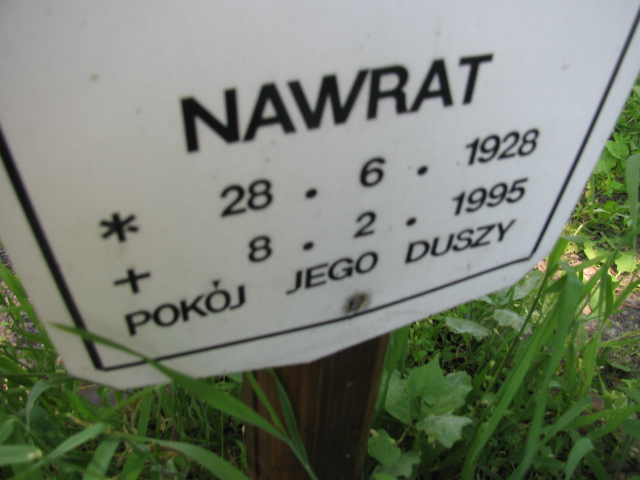 NAWRAT
* 28 . 6 . 1928
+ 8 . 2 . 1995
POKÓJ JEGO DUSZY